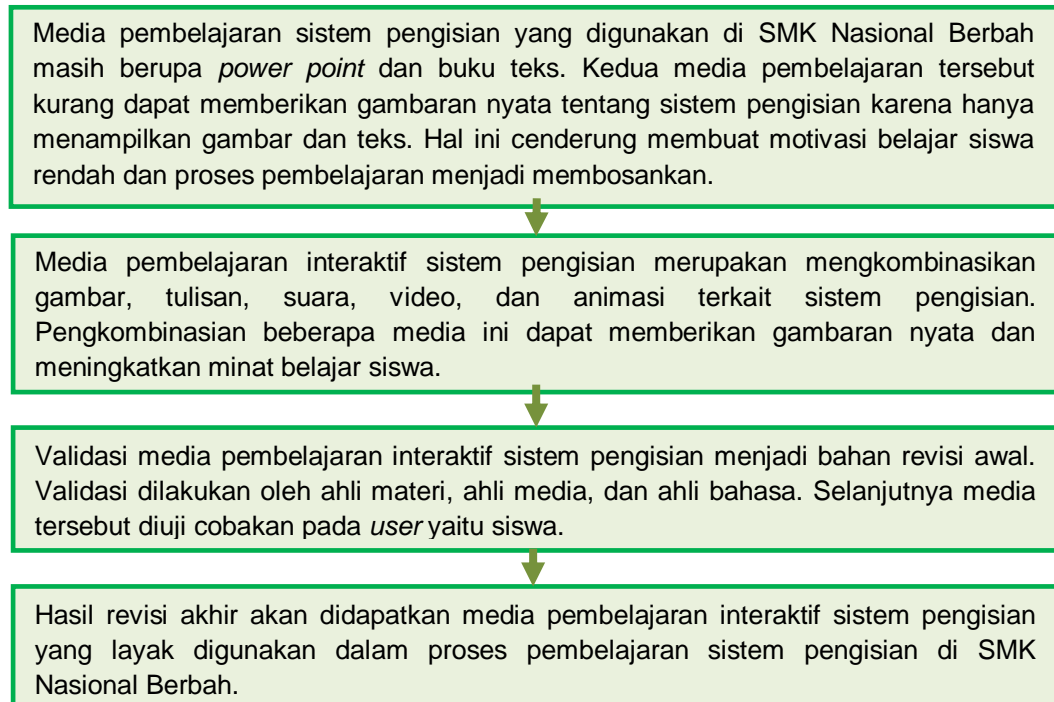 Media pembelajaran sistem pengisian yang digunakan di SMK Nasional Berbah
masih berupa power point dan buku teks. Kedua media pembelajaran tersebut
kurang dapat memberikan gambaran nyata tentang sistem pengisian karena hanya
menampilkan gambar dan teks. Hal ini cenderung membuat motivasi belajar siswa
rendah dan proses pembelajaran menjadi membosankan.
Media pembelajaran interaktif sistem pengisian merupakan mengkombinasikan
gambar, tulisan, suara, video, dan animasi terkait sistem pengisian.
Pengkombinasian beberapa media ini dapat memberikan gambaran nyata dan
meningkatkan minat belajar siswa.
Validasi media pembelajaran interaktif sistem pengisian menjadi bahan revisi awal.
Validasi dilakukan oleh ahli materi, ahli media, dan ahli bahasa. Selanjutnya media
tersebut diuji cobakan pada user yaitu siswa.
Hasil revisi akhir akan didapatkan media pembelajaran interaktif sistem pengisian
yang layak digunakan dalam proses pembelajaran sistem pengisian di SMK
Nasional Berbah.